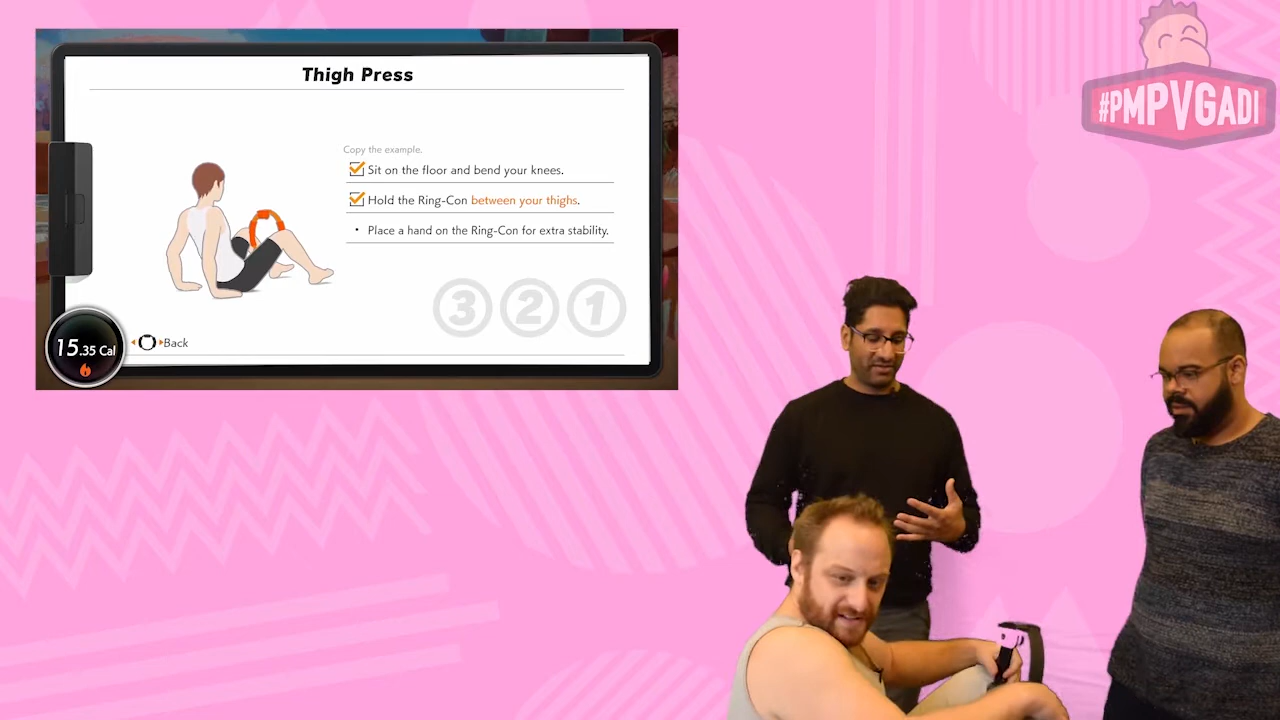 Thigh Press
#PMPVGADI
Copy the example.
Sit on the floor and bend your knees.
Hold the Ring-Con between your thighs.
• Place a hand on the Ring-Con for extra stability.
3 2 1
15.35 Cal
Back